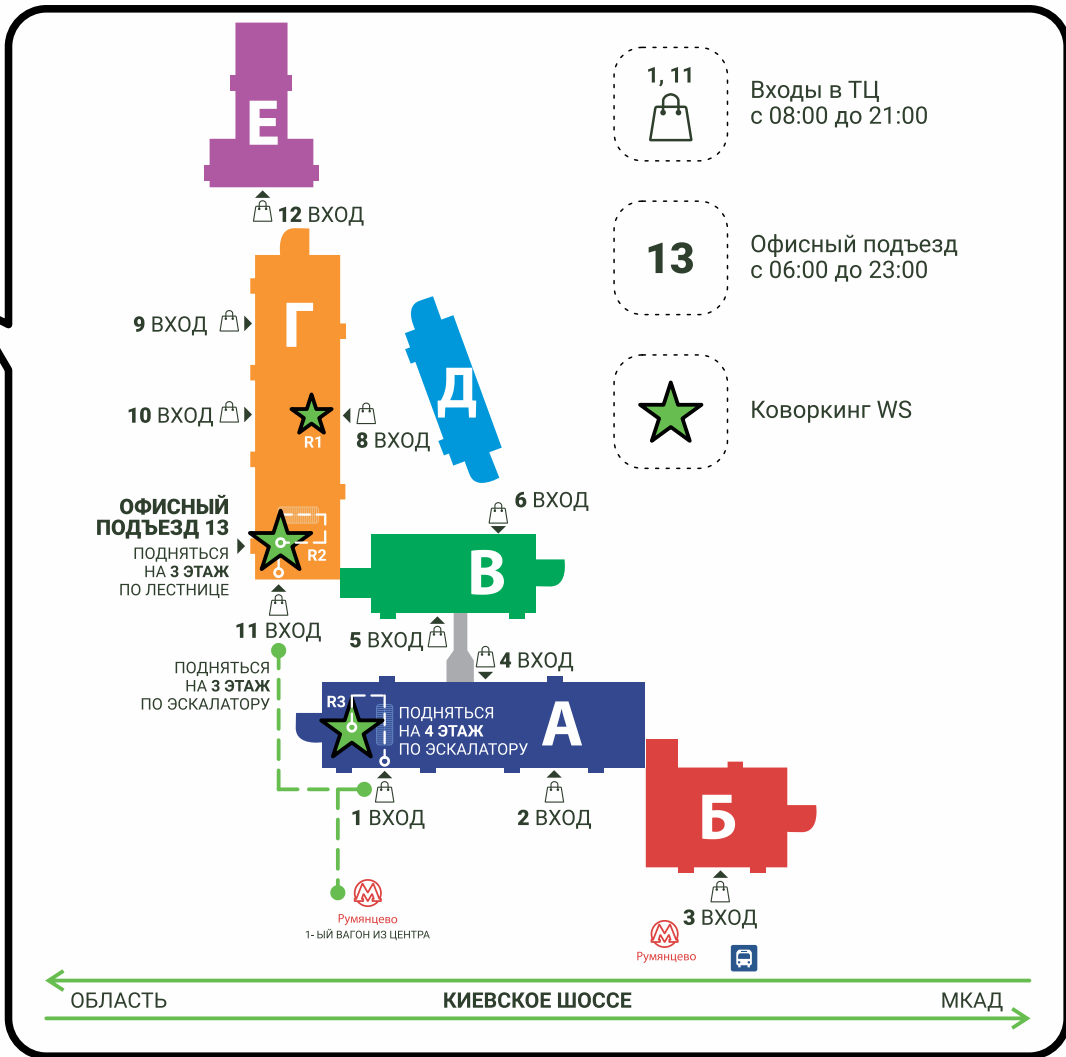 1, 11
Входы в ТЦ
с 08:00 до 21:00
13
Офисный подъезд
с 06:00 до 23:00
Коворкинг WS
Е
12 ВХОД
Г
9 ВХОД
10 ВХОД
R1
8 ВХОД
Д
ОФИСНЫЙ
ПОДЪЕЗД 13
ПОДНЯТЬСЯ
НА 3 ЭТАЖ
ПО ЛЕСТНИЦЕ
R2
6 ВХОД
В
11 ВХОД
5 ВХОД
4 ВХОД
ПОДНЯТЬСЯ
НА 3 ЭТАЖ
ПО ЭСКАЛАТОРУ
R3
ПОДНЯТЬСЯ
НА 4 ЭТАЖ
ПО ЭСКАЛАТОРУ
А
1 ВХОД
2 ВХОД
Б
3 ВХОД
М
Румянцево
1- ЫЙ ВАГОН ИЗ ЦЕНТРА
М
Румянцево
ОБЛАСТЬ
КИЕВСКОЕ ШОССЕ
МКАД